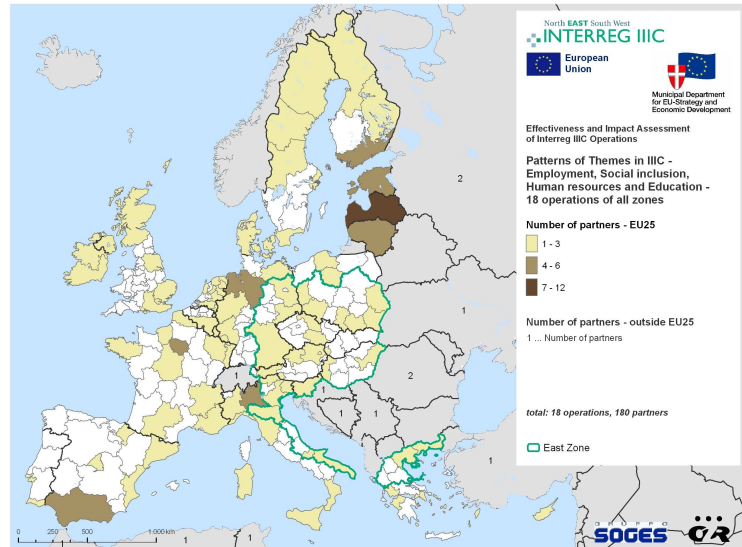 North EAST South West
INTERREG IIIC
European
Union
Municipal Department
for EU-Strategy and
Economic Development
Effectiveness and Impact Assessment
of Interreg IIIC Operations
Patterns of Themes in IIIC -
Employment, Social inclusion,
Human resources and Education -
18 operations of all zones
Number of partners - EU25
1 - 3
4 - 6
7 - 12
Number of partners - outside EU25
1 ... Number of partners
total: 18 operations, 180 partners
East Zone
2
1
2
1
1
1
1
1
1
1
0 250 500 1 000 km
GRUPPO
SOGES
ÖIR